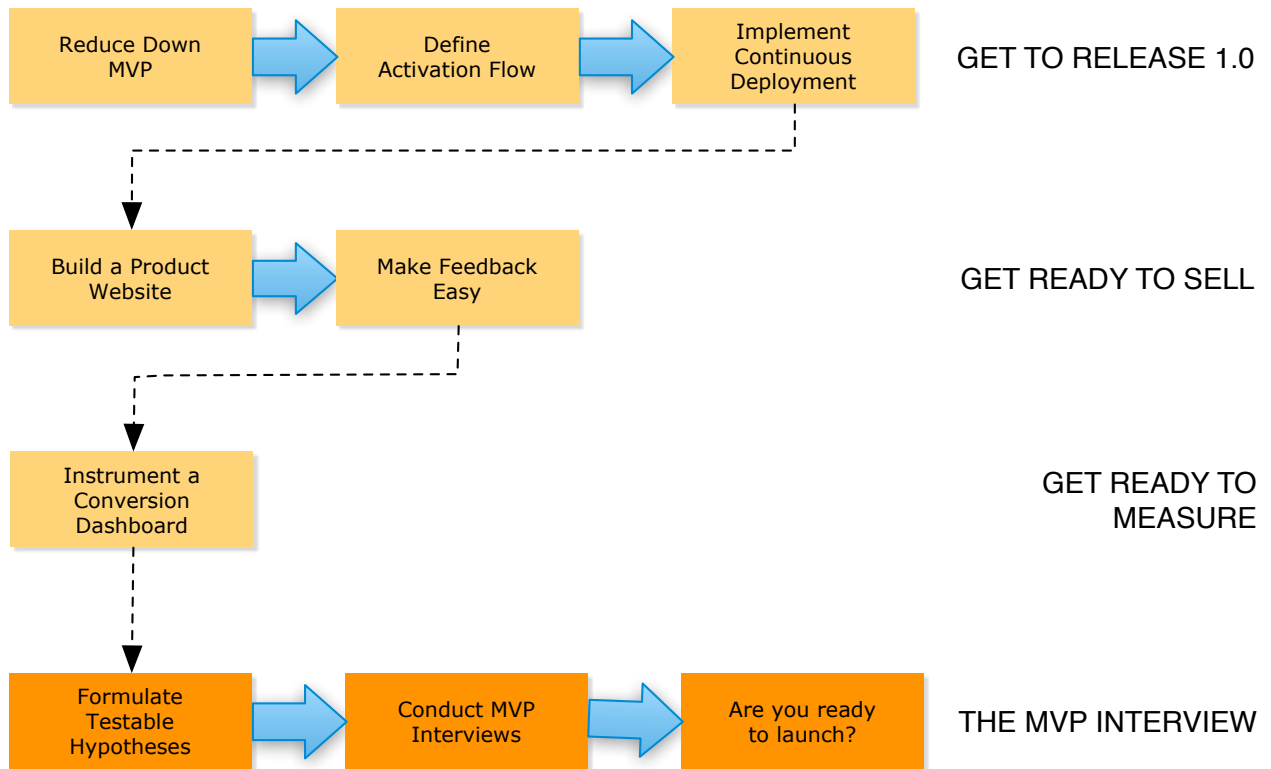 Reduce Down
MVP
Define
Activation Flow
Implement
Continuous
Deployment
GET TO RELEASE 1.0
Build a Product
Website
Make Feedback
Easy
GET READY TO SELL
Instrument a
Conversion
Dashboard
GET READY TO
MEASURE
Formulate
Testable
Hypotheses
Conduct MVP
Interviews
Are you ready
to launch?
THE MVP INTERVIEW